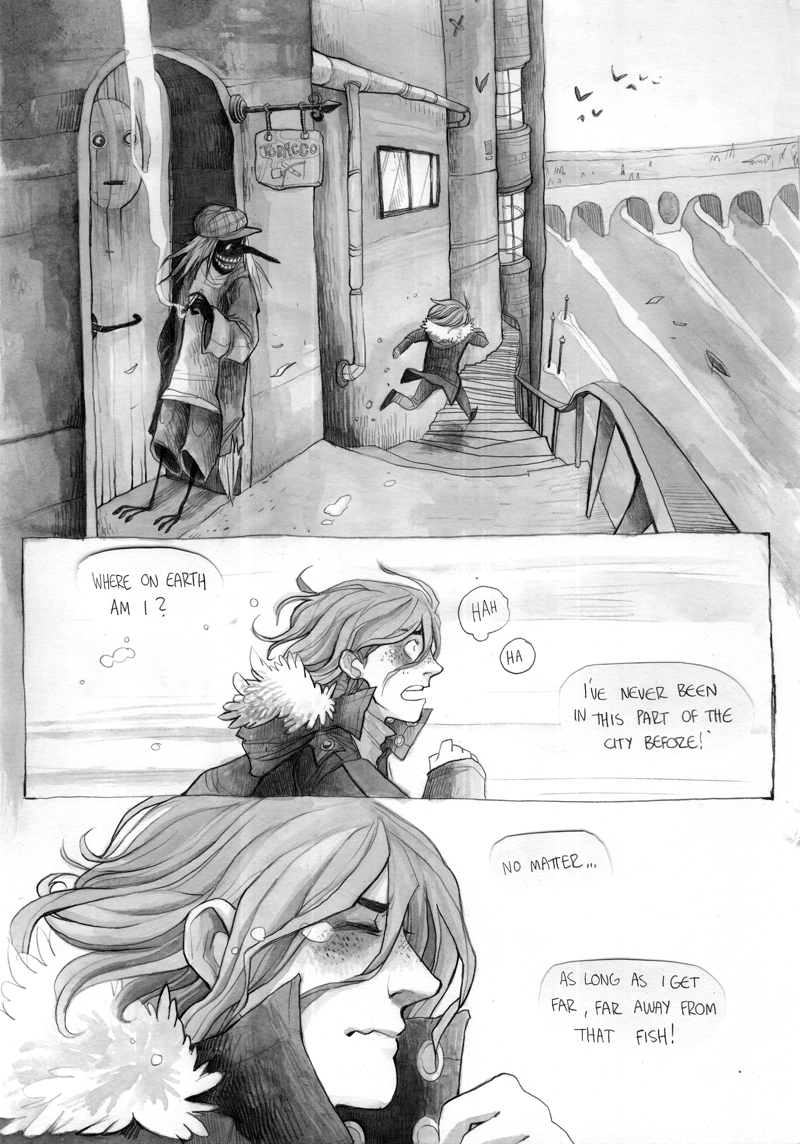 TOBACCO
WHERE ON EARTH
AM I?
HAH
HA
I'VE NEVER BEEN
IN THIS PART OF THE
CITY BEFORE!
NO MATTER...
AS LONG AS I GET
FAR, FAR AWAY FROM
THAT FISH!